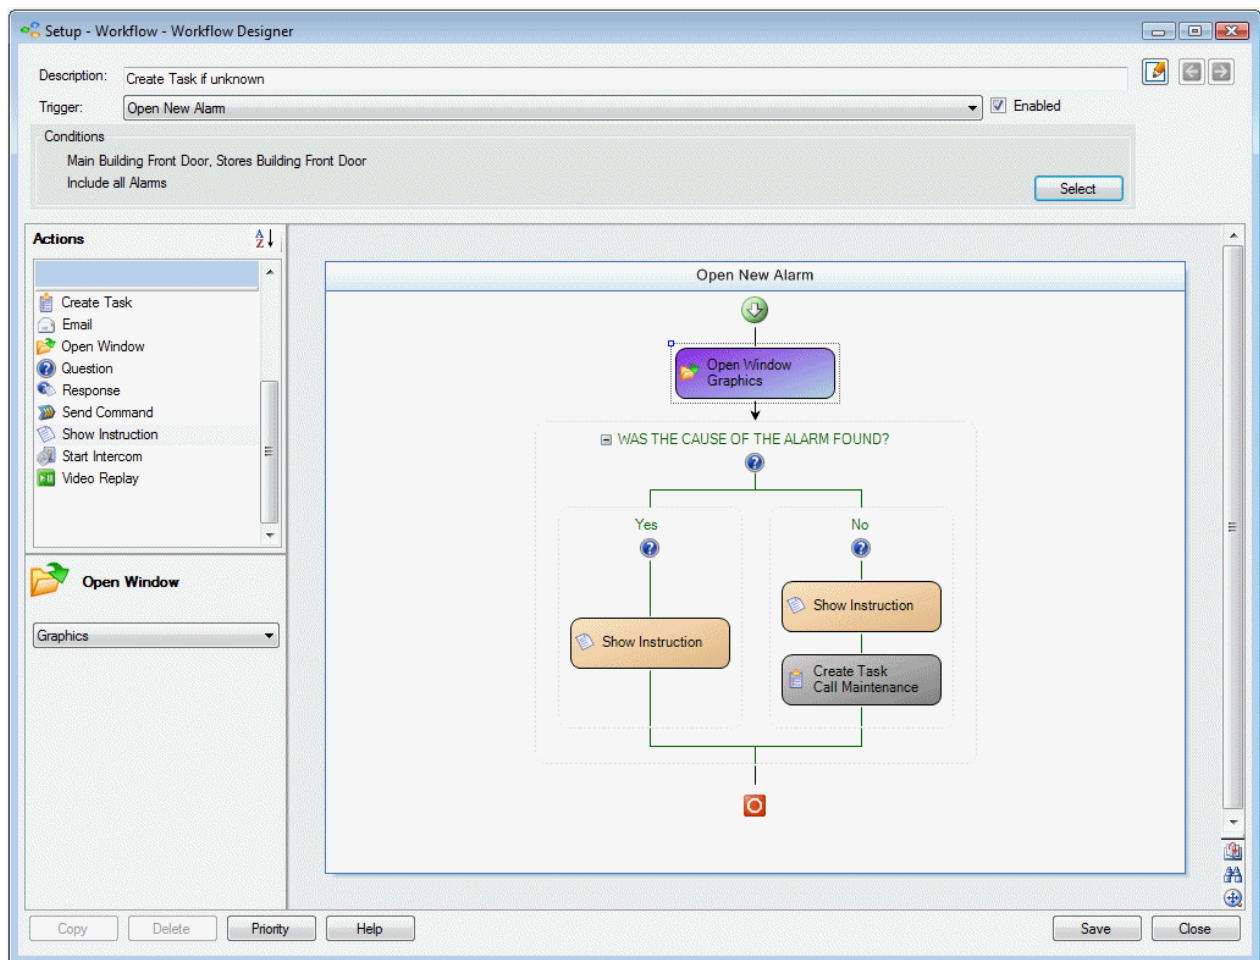 Setup - Workflow - Workflow Designer
Description: Create Task if unknown
Trigger: Open New Alarm Enabled
Conditions
Main Building Front Door, Stores Building Front Door
Include all Alarms
Select
Actions
A
Z
Create Task
Email
Open Window
Question
Response
Send Command
Show Instruction
Start Intercom
Video Replay
Open Window
Graphics
Open New Alarm
Open Window
Graphics
WAS THE CAUSE OF THE ALARM FOUND?
Yes
No
Show Instruction
Show Instruction
Create Task
Call Maintenance
Copy Delete Priority Help Save Close